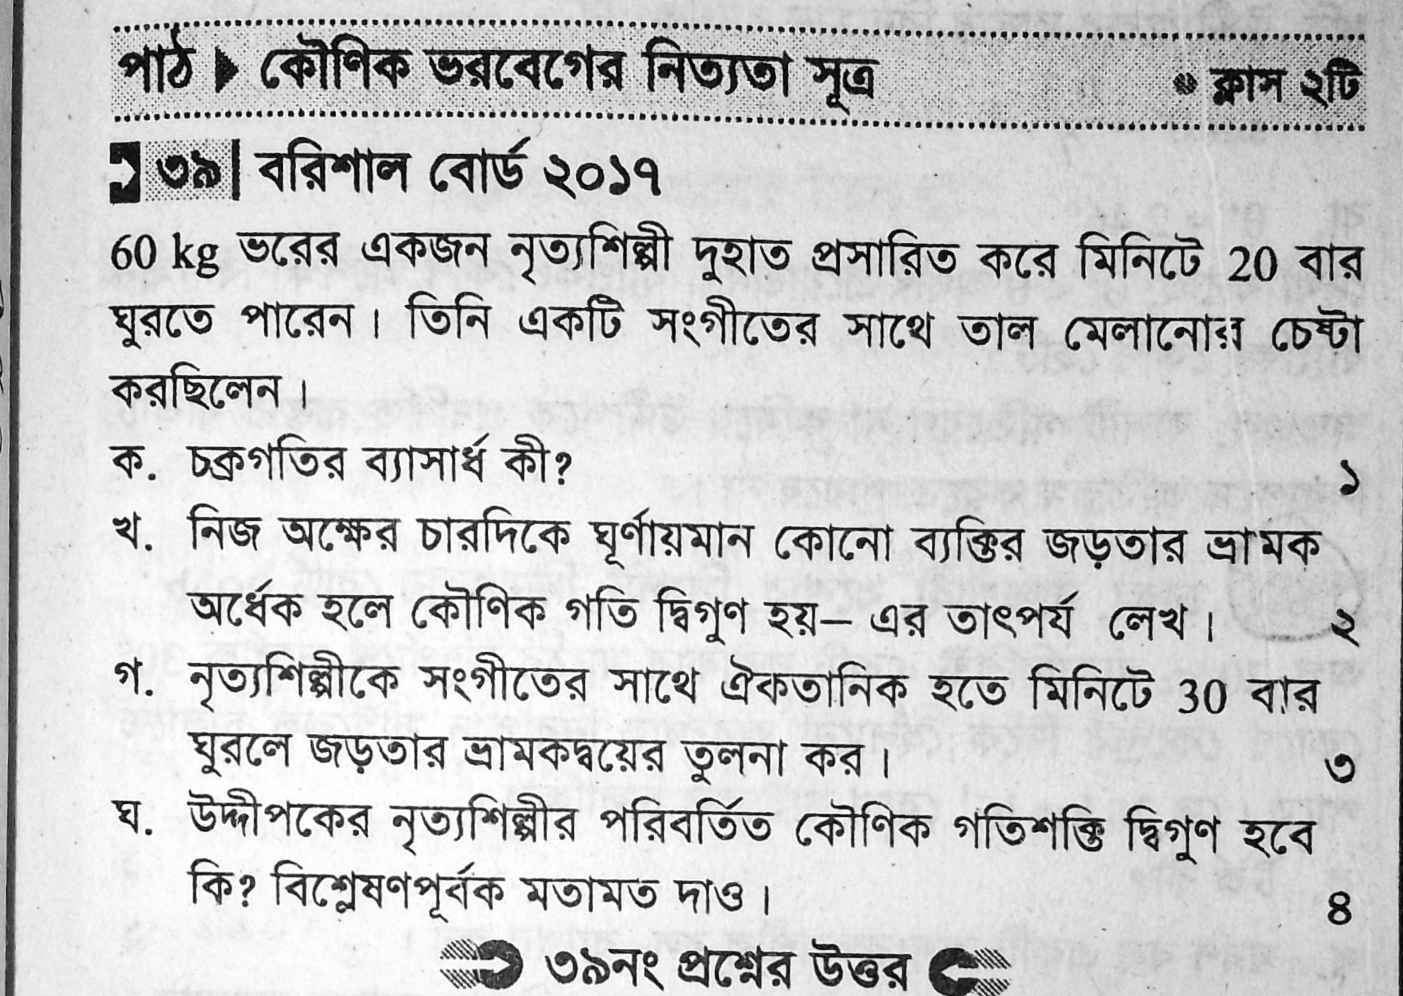 পাঠ ▶ কৌণিক ভরবেগের নিত্যতা সূত্র ● ক্লাস ২টি
৩৯ | বরিশাল বোর্ড ২০১৭
60 kg ভরের একজন নৃত্যশিল্পী দুহাত প্রসারিত করে মিনিটে 20 বার
ঘুরতে পারেন। তিনি একটি সংগীতের সাথে তাল মেলানোর চেষ্টা
করছিলেন।
ক. চক্রগতির ব্যাসার্ধ কী? ১
খ. নিজ অক্ষের চারদিকে ঘূর্ণায়মান কোনো ব্যক্তির জড়তার ভ্রামক
অর্ধেক হলে কৌণিক গতি দ্বিগুণ হয়– এর তাৎপর্য লেখ। ২
গ. নৃত্যশিল্পীকে সংগীতের সাথে ঐকতানিক হতে মিনিটে 30 বার
ঘুরলে জড়তার ভ্রামকদ্বয়ের তুলনা কর। ৩
ঘ. উদ্দীপকের নৃত্যশিল্পীর পরিবর্তিত কৌণিক গতিশক্তি দ্বিগুণ হবে
কি? বিশ্লেষণপূর্বক মতামত দাও। ৪
৩৯নং প্রশ্নের উত্তর